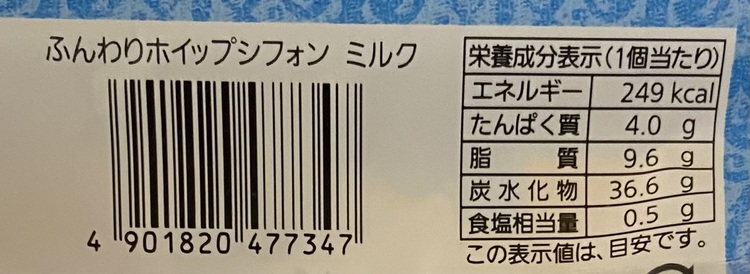 ふんわりホイップシフォン ミルク
4 901820 477347
栄養成分表示(1個当たり)
エネルギー 249 kcal
たんぱく質 4.0 g
脂質 9.6 g
炭水化物 36.6 g
食塩相当量 0.5 g
この表示値は、目安です。